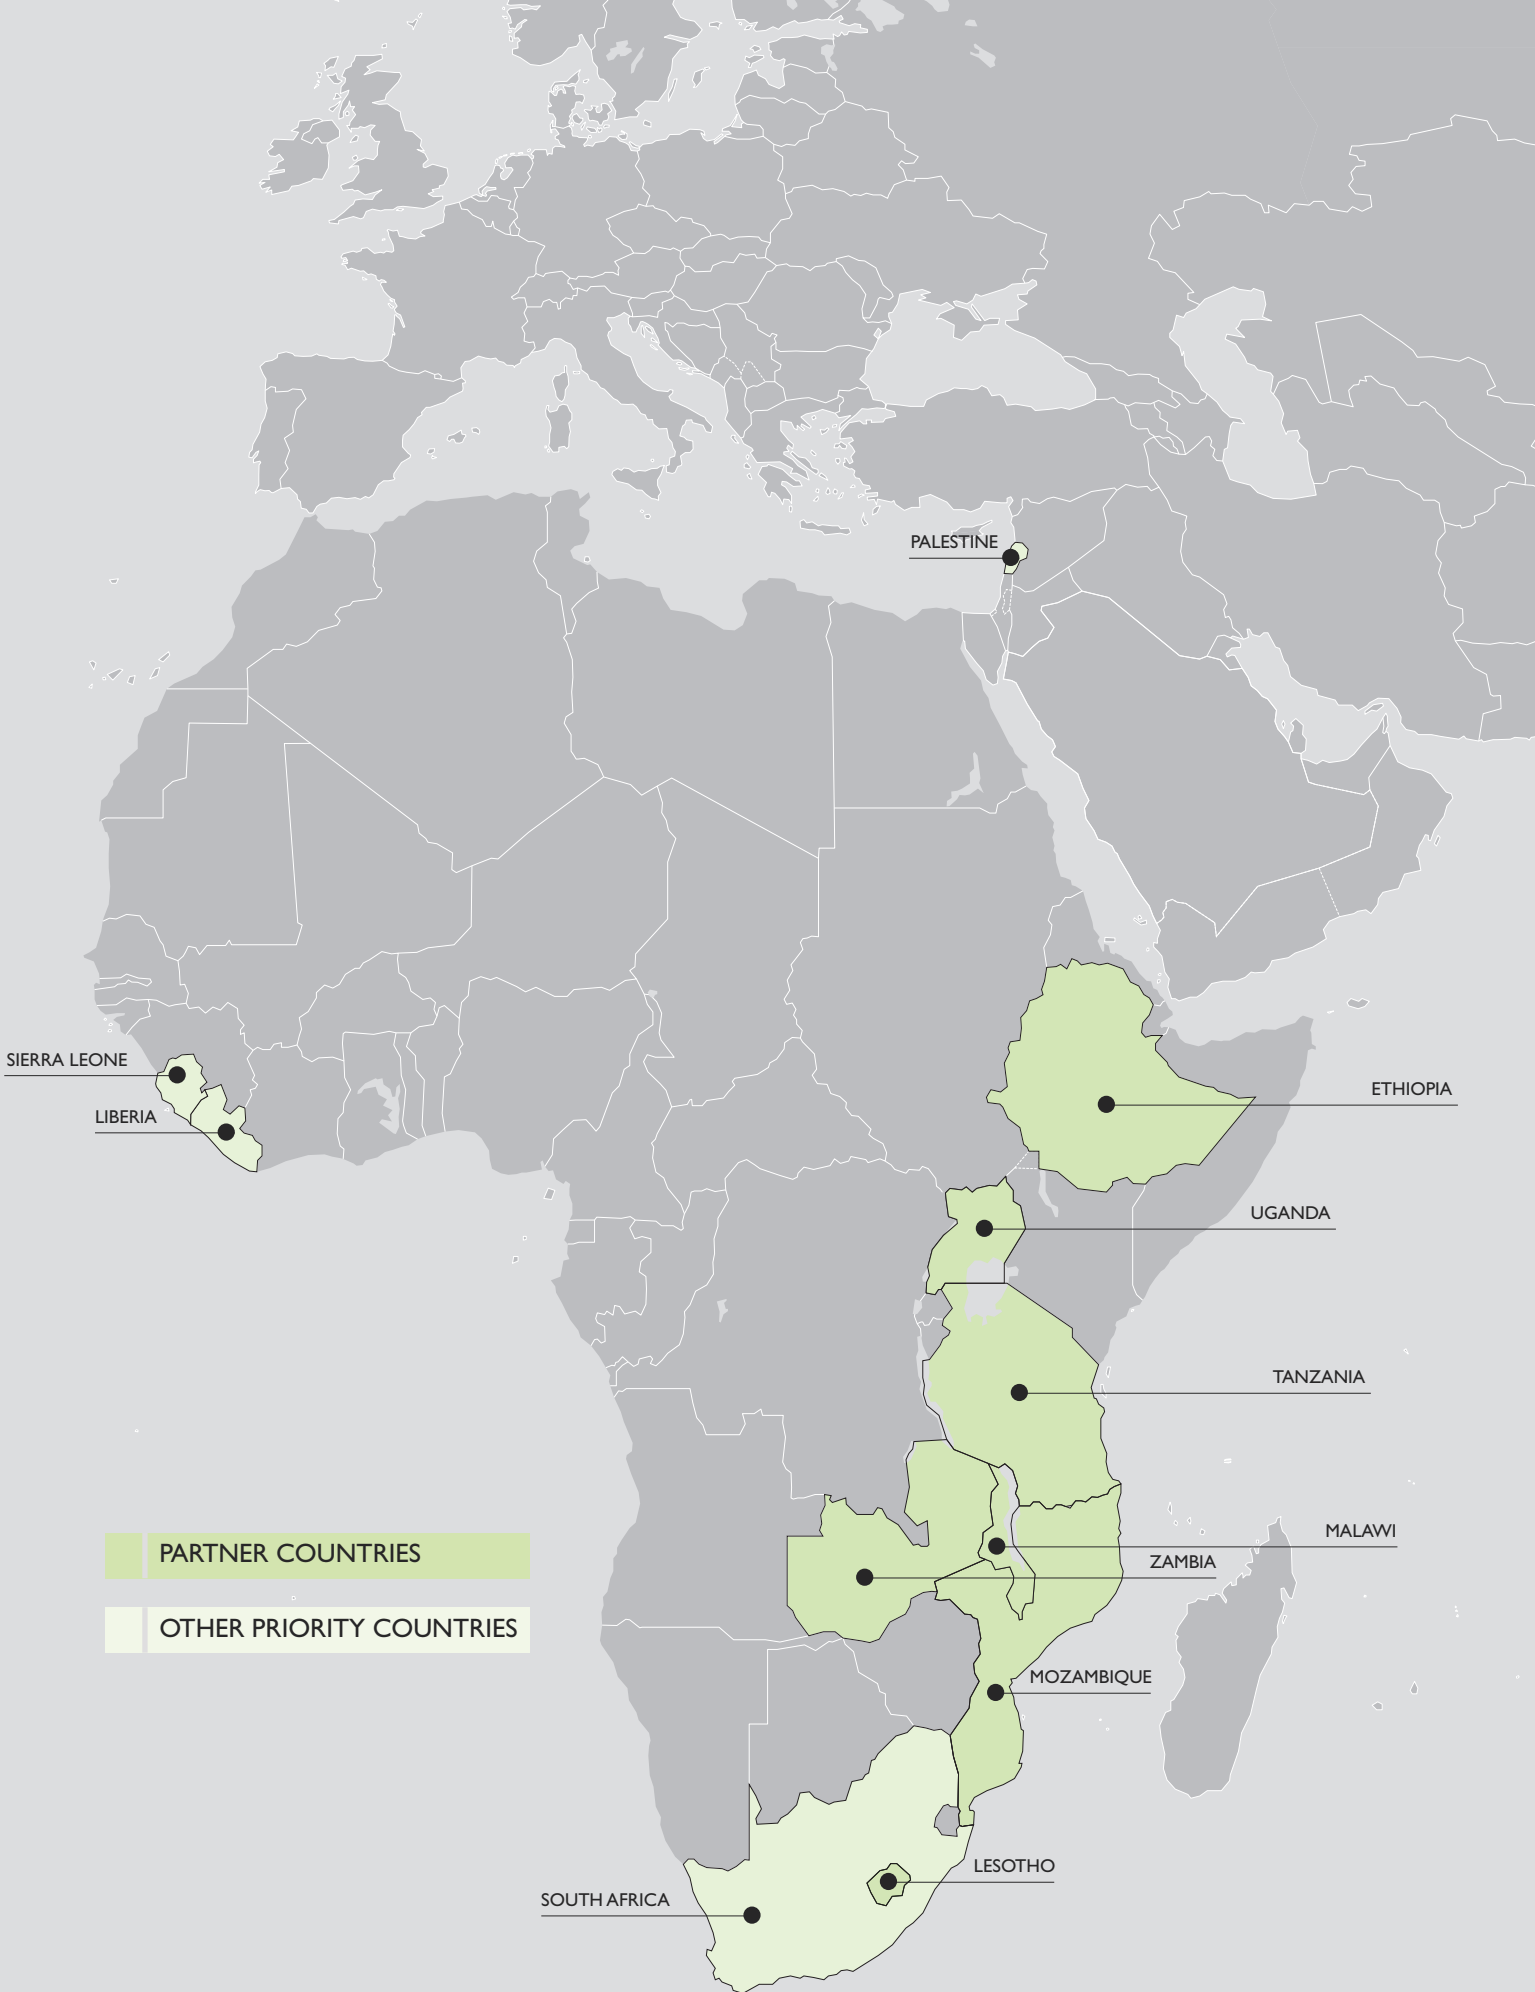 PALESTINE
SIERRA LEONE
LIBERIA
ETHIOPIA
UGANDA
TANZANIA
MALAWI
ZAMBIA
PARTNER COUNTRIES
OTHER PRIORITY COUNTRIES
MOZAMBIQUE
LESOTHO
SOUTH AFRICA